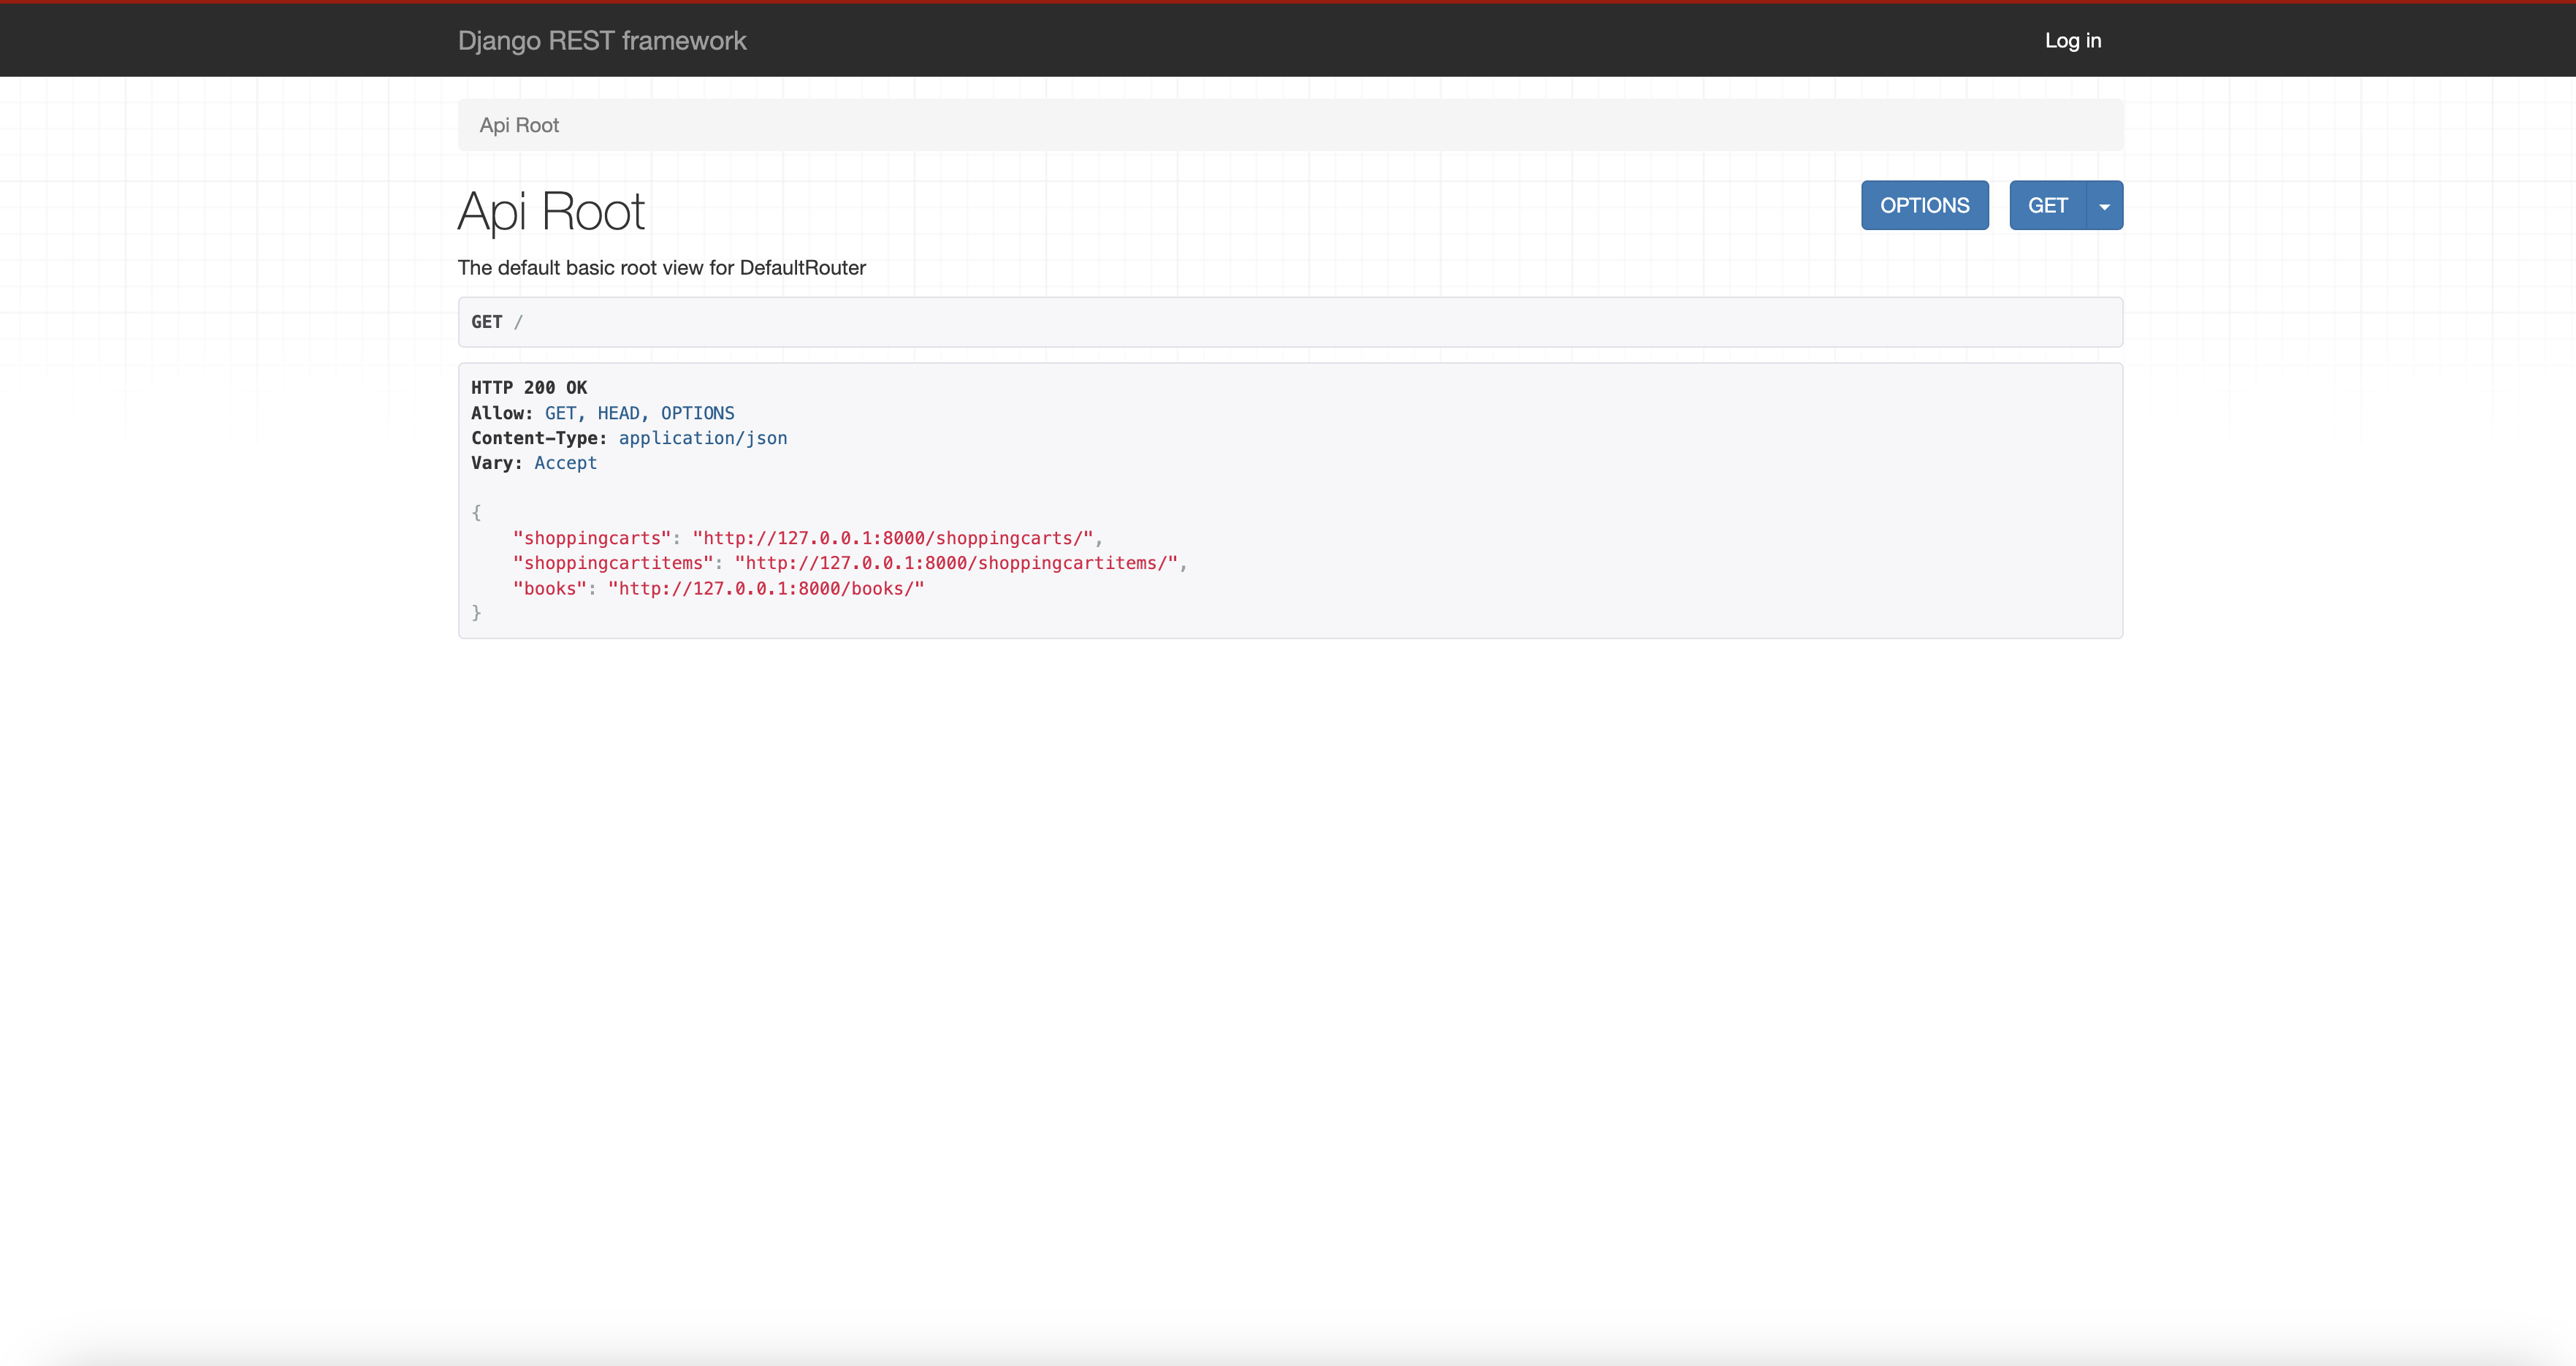 Django REST framework
Log in
Api Root
Api Root
OPTIONS
GET
The default basic root view for DefaultRouter
GET /
HTTP 200 OK
Allow: GET, HEAD, OPTIONS
Content-Type: application/json
Vary: Accept
{
    "shoppingcarts": "http://127.0.0.1:8000/shoppingcarts/",
    "shoppingcartitems": "http://127.0.0.1:8000/shoppingcartitems/",
    "books": "http://127.0.0.1:8000/books/"
}